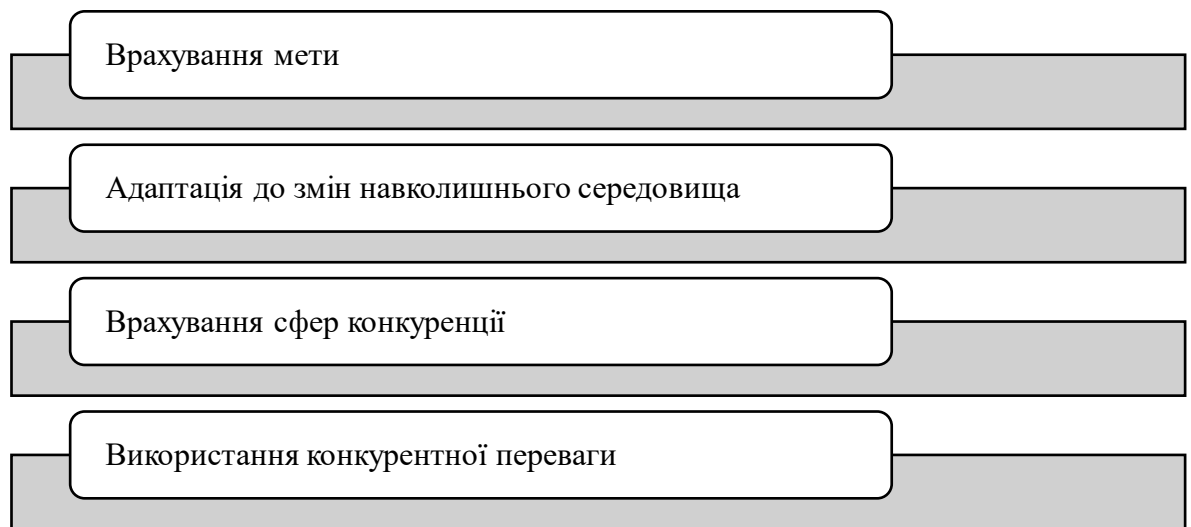 Врахування мети
Адаптація до змін навколишнього середовища
Врахування сфер конкуренції
Використання конкурентної переваги